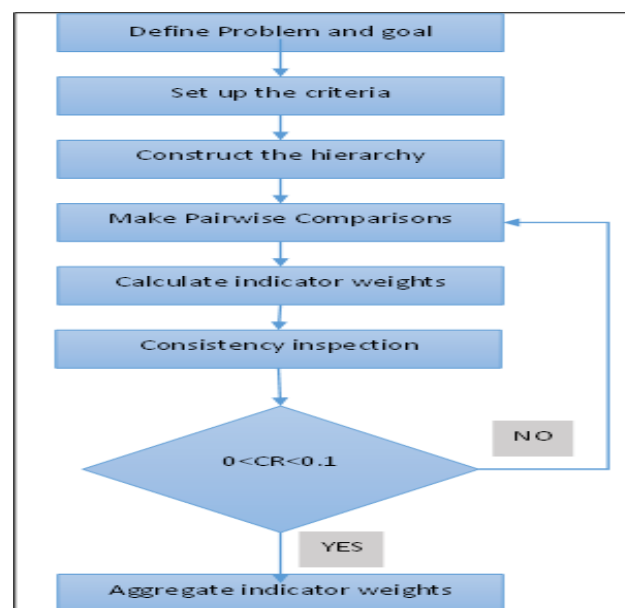 Define Problem and goal
Set up the criteria
Construct the hierarchy
Make Pairwise Comparisons
Calculate indicator weights
Consistency inspection
0<CR<0.1
NO
YES
Aggregate indicator weights